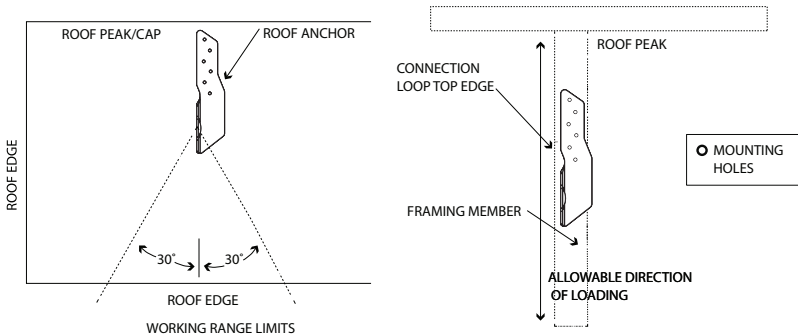 ROOF PEAK/CAP
ROOF ANCHOR
ROOF EDGE
30°
30°
ROOF EDGE
WORKING RANGE LIMITS
ROOF PEAK
CONNECTION
LOOP TOP EDGE
FRAMING MEMBER
ALLOWABLE DIRECTION
OF LOADING
MOUNTING
HOLES